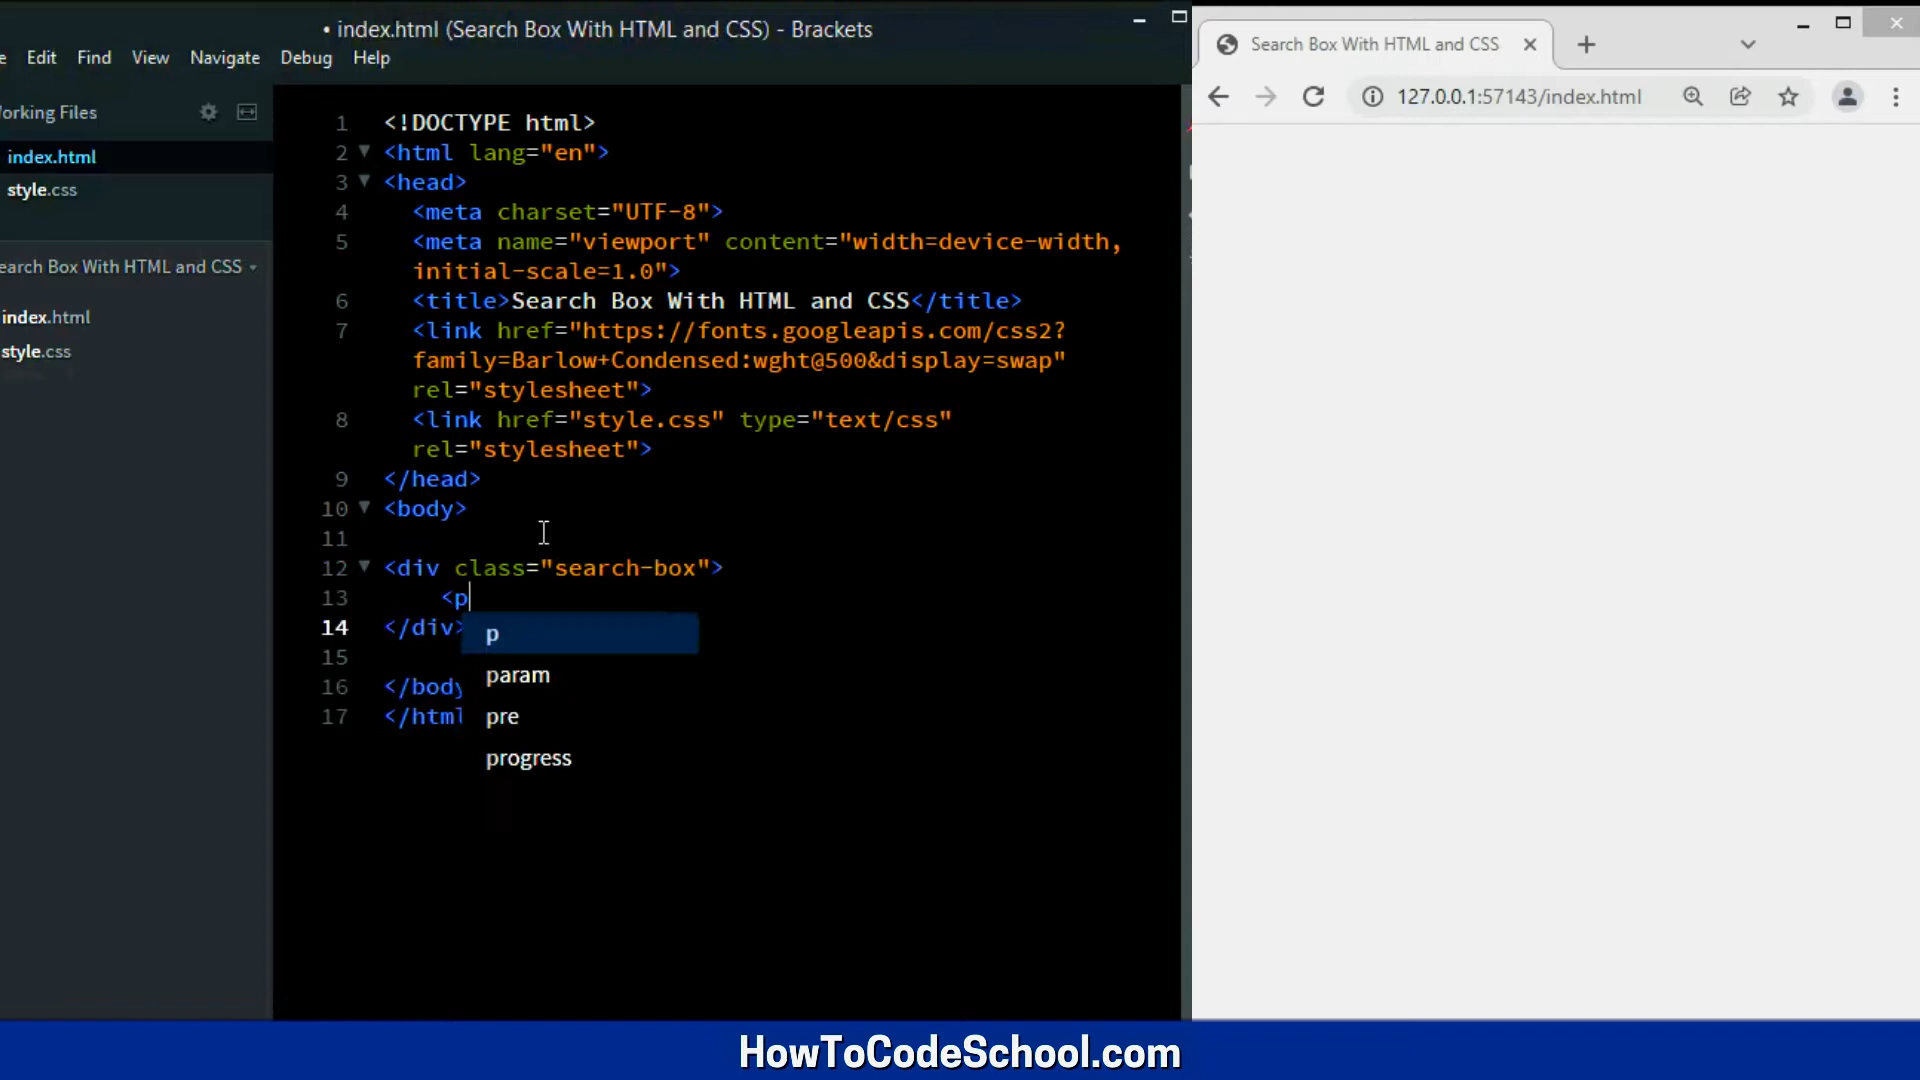 • index.html (Search Box With HTML and CSS) - Brackets
e Edit Find View Navigate Debug Help
orking Files
index.html
style.css
earch Box With HTML and CSS
index.html
style.css
1 <!DOCTYPE html>
2 <html lang="en">
3 <head>
4 <meta charset="UTF-8">
5 <meta name="viewport" content="width=device-width,
initial-scale=1.0">
6 <title>Search Box With HTML and CSS</title>
7 <link href="https://fonts.googleapis.com/css2?
family=Barlow+Condensed:wght@500&display=swap"
rel="stylesheet">
8 <link href="style.css" type="text/css"
rel="stylesheet">
9 </head>
10 <body>
11
12 <div class="search-box">
13 <p
14 </div>
15
16 </body
17 </html
p
param
pre
progress
Search Box With HTML and CSS
127.0.0.1:57143/index.html
HowToCodeSchool.com